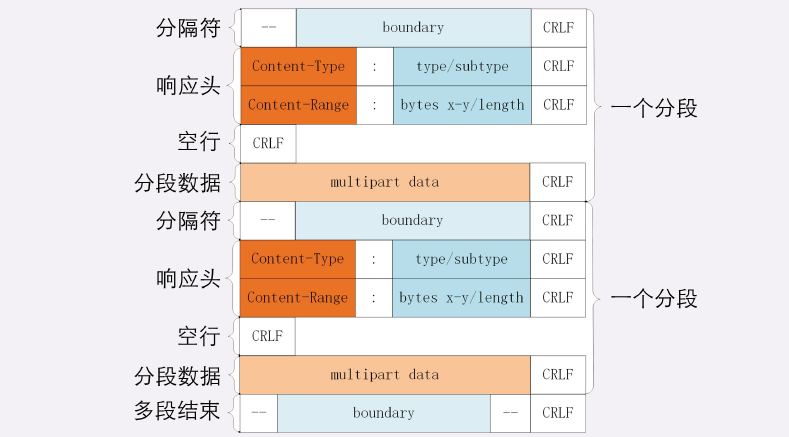 分隔符 -- boundary CRLF
响应头 Content-Type : type/subtype CRLF
Content-Range : bytes x-y/length CRLF
一个分段
空行 CRLF
分段数据 multipart data CRLF
分隔符 -- boundary CRLF
响应头 Content-Type : type/subtype CRLF
Content-Range : bytes x-y/length CRLF
一个分段
空行 CRLF
分段数据 multipart data CRLF
多段结束 -- boundary -- CRLF